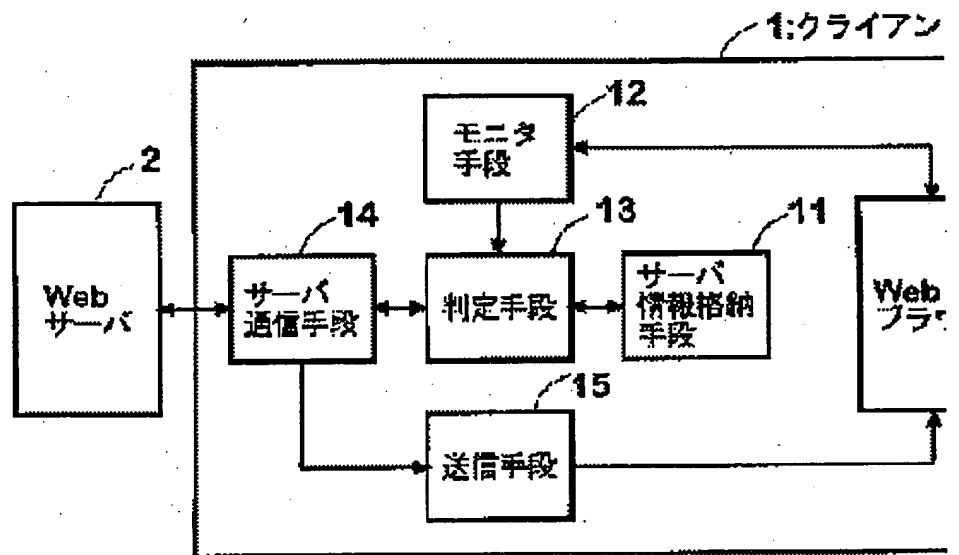 1:クライアン
12
モニタ
手段
2
14
13
11
Web
サーバ
サーバ
通信手段
判定手段
サーバ
情報格納
手段
Web
ブラウ
15
送信手段